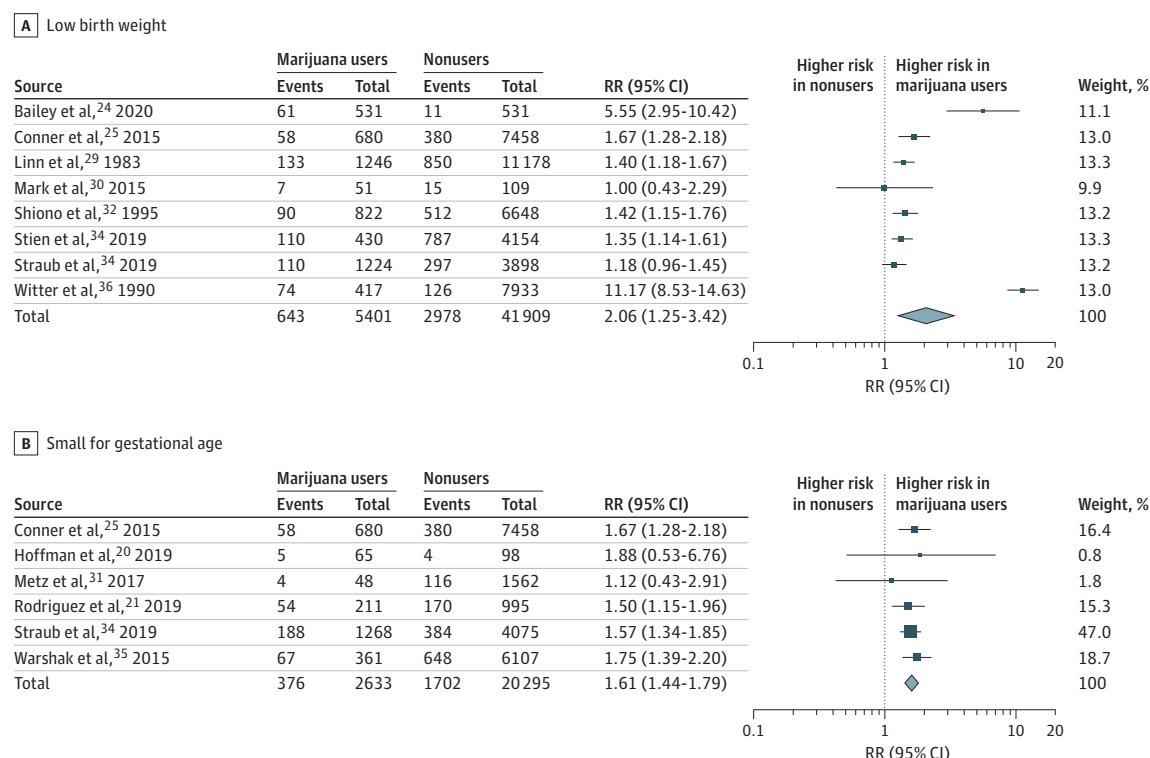 A Low birth weight
Marijuana users Nonusers
Source Events Total Events Total RR (95% CI) Higher risk in nonusers Higher risk in marijuana users Weight, %
Bailey et al,24 2020 61 531 11 531 5.55 (2.95-10.42) 11.1
Conner et al,25 2015 58 680 380 7458 1.67 (1.28-2.18) 13.0
Linn et al,29 1983 133 1246 850 11 178 1.40 (1.18-1.67) 13.3
Mark et al,30 2015 7 51 15 109 1.00 (0.43-2.29) 9.9
Shiono et al,32 1995 90 822 512 6648 1.42 (1.15-1.76) 13.2
Stien et al,34 2019 110 430 787 4154 1.35 (1.14-1.61) 13.3
Straub et al,34 2019 110 1224 297 3898 1.18 (0.96-1.45) 13.2
Witter et al,36 1990 74 417 126 7933 11.17 (8.53-14.63) 13.0
Total 643 5401 2978 41 909 2.06 (1.25-3.42) 100
0.1 1 10 20
RR (95% CI)
B Small for gestational age
Marijuana users Nonusers
Source Events Total Events Total RR (95% CI) Higher risk in nonusers Higher risk in marijuana users Weight, %
Conner et al,25 2015 58 680 380 7458 1.67 (1.28-2.18) 16.4
Hoffman et al,20 2019 5 65 4 98 1.88 (0.53-6.76) 0.8
Metz et al,31 2017 4 48 116 1562 1.12 (0.43-2.91) 1.8
Rodriguez et al,21 2019 54 211 170 995 1.50 (1.15-1.96) 15.3
Straub et al,34 2019 188 1268 384 4075 1.57 (1.34-1.85) 47.0
Warshak et al,35 2015 67 361 648 6107 1.75 (1.39-2.20) 18.7
Total 376 2633 1702 20 295 1.61 (1.44-1.79) 100
0.1 1 10 20
RR (95% CI)